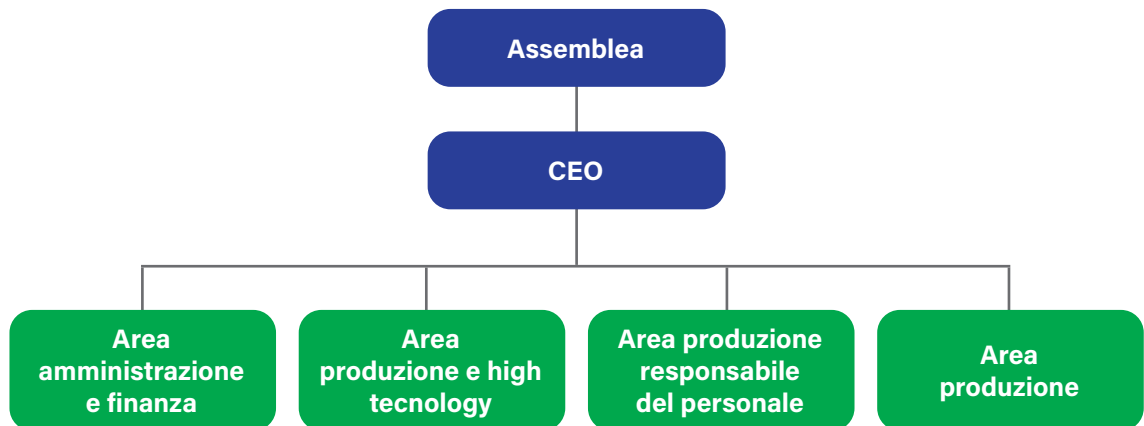 Assemblea
CEO
Area
amministrazione
e finanza
Area
produzione e high
tecnology
Area produzione
responsabile
del personale
Area
produzione